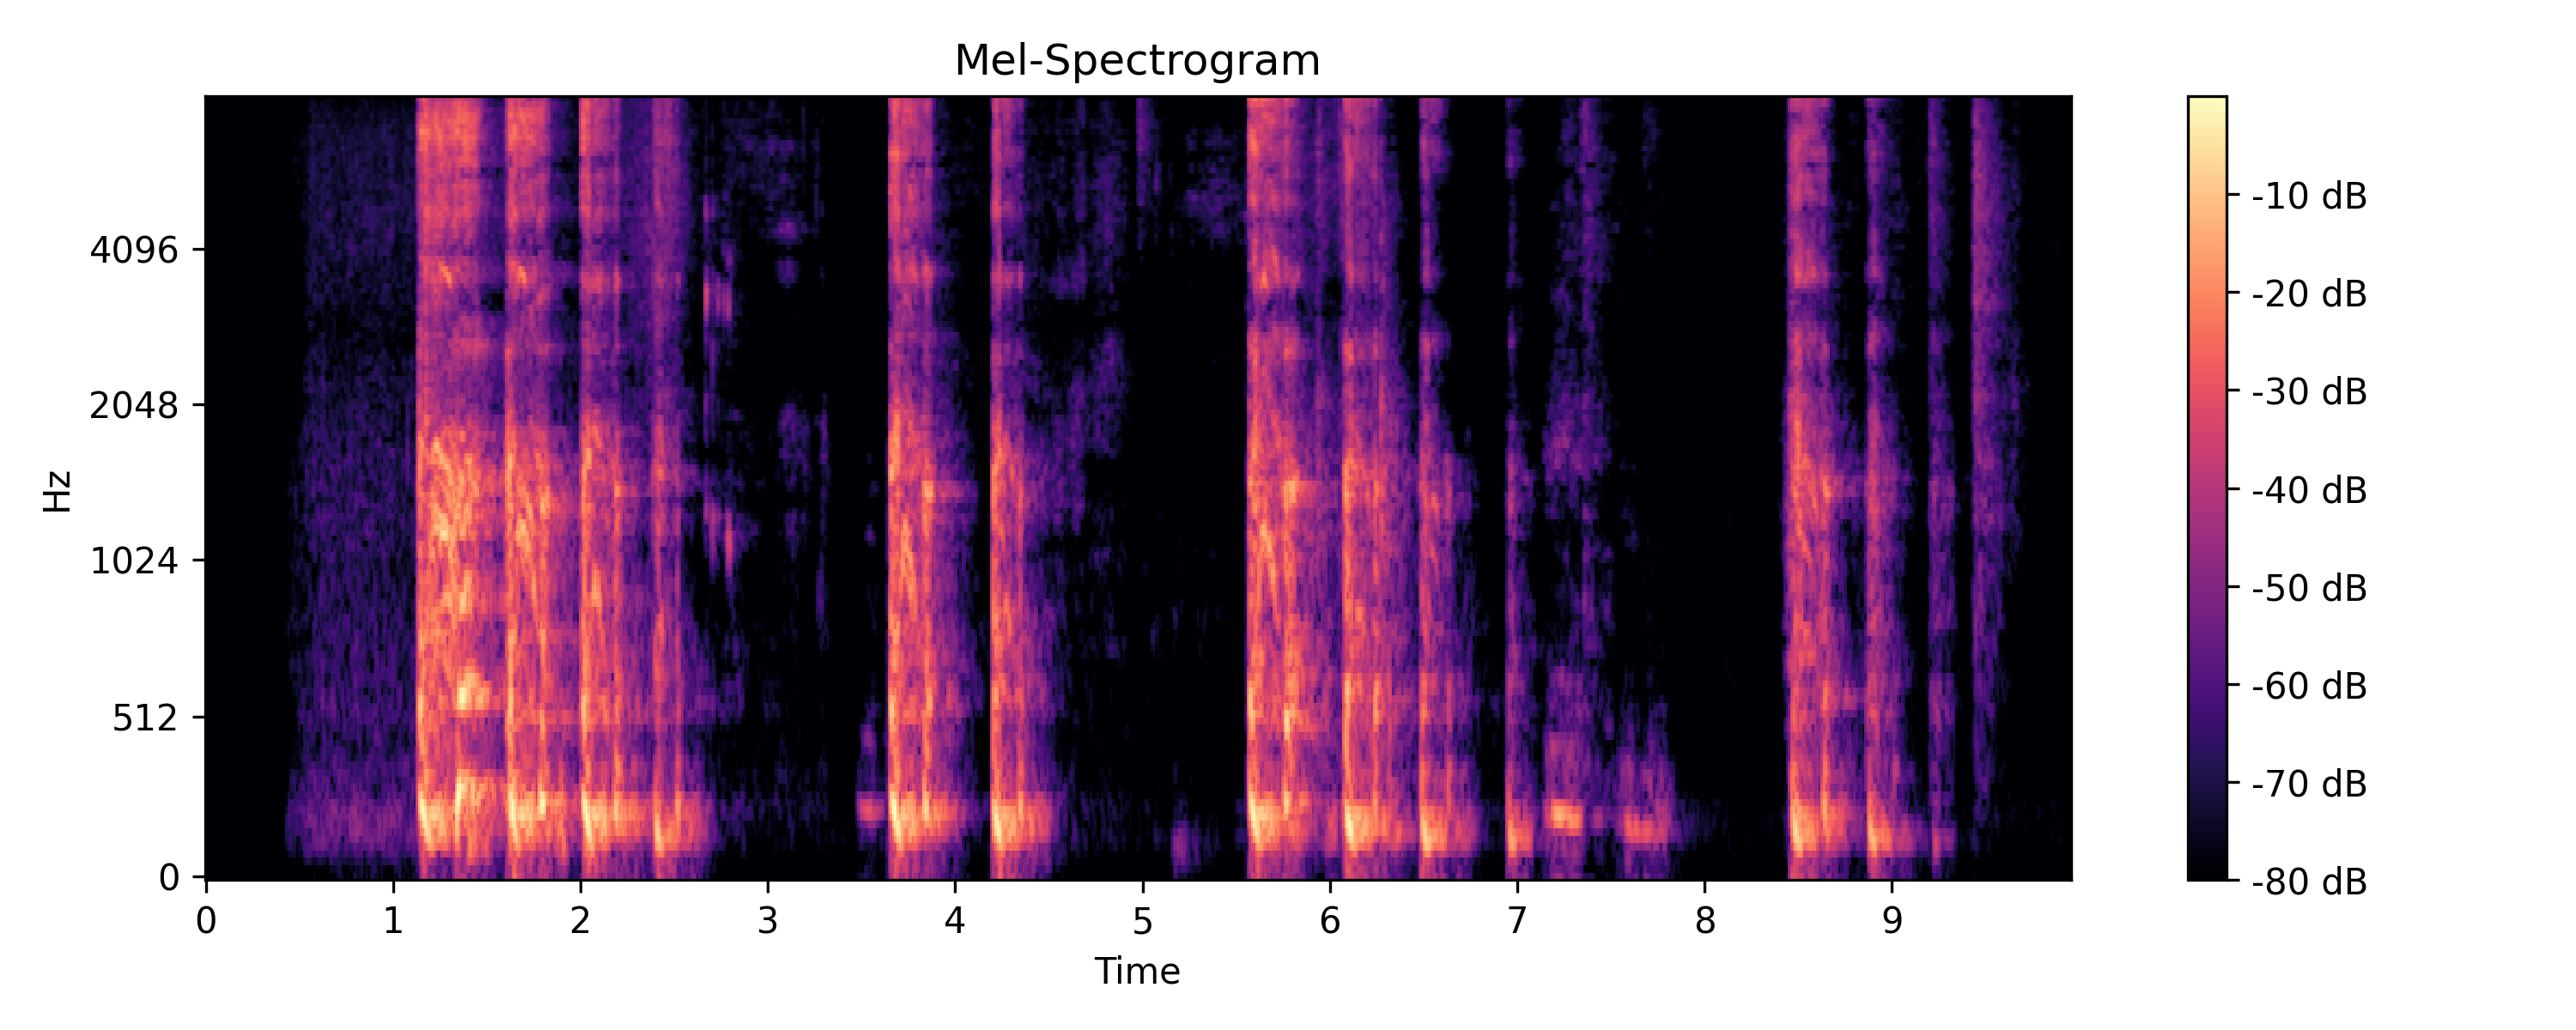 Mel-Spectrogram
Hz
4096
2048
1024
512
0
0 1 2 3 4 5 6 7 8 9
Time
-10 dB
-20 dB
-30 dB
-40 dB
-50 dB
-60 dB
-70 dB
-80 dB